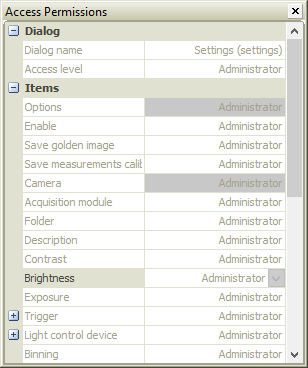 Access Permissions
Dialog
Dialog name Settings (settings)
Access level Administrator
Items
Options Administrator
Enable Administrator
Save golden image Administrator
Save measurements calib Administrator
Camera Administrator
Acquisition module Administrator
Folder Administrator
Description Administrator
Contrast Administrator
Brightness Administrator
Exposure Administrator
Trigger Administrator
Light control device Administrator
Binning Administrator